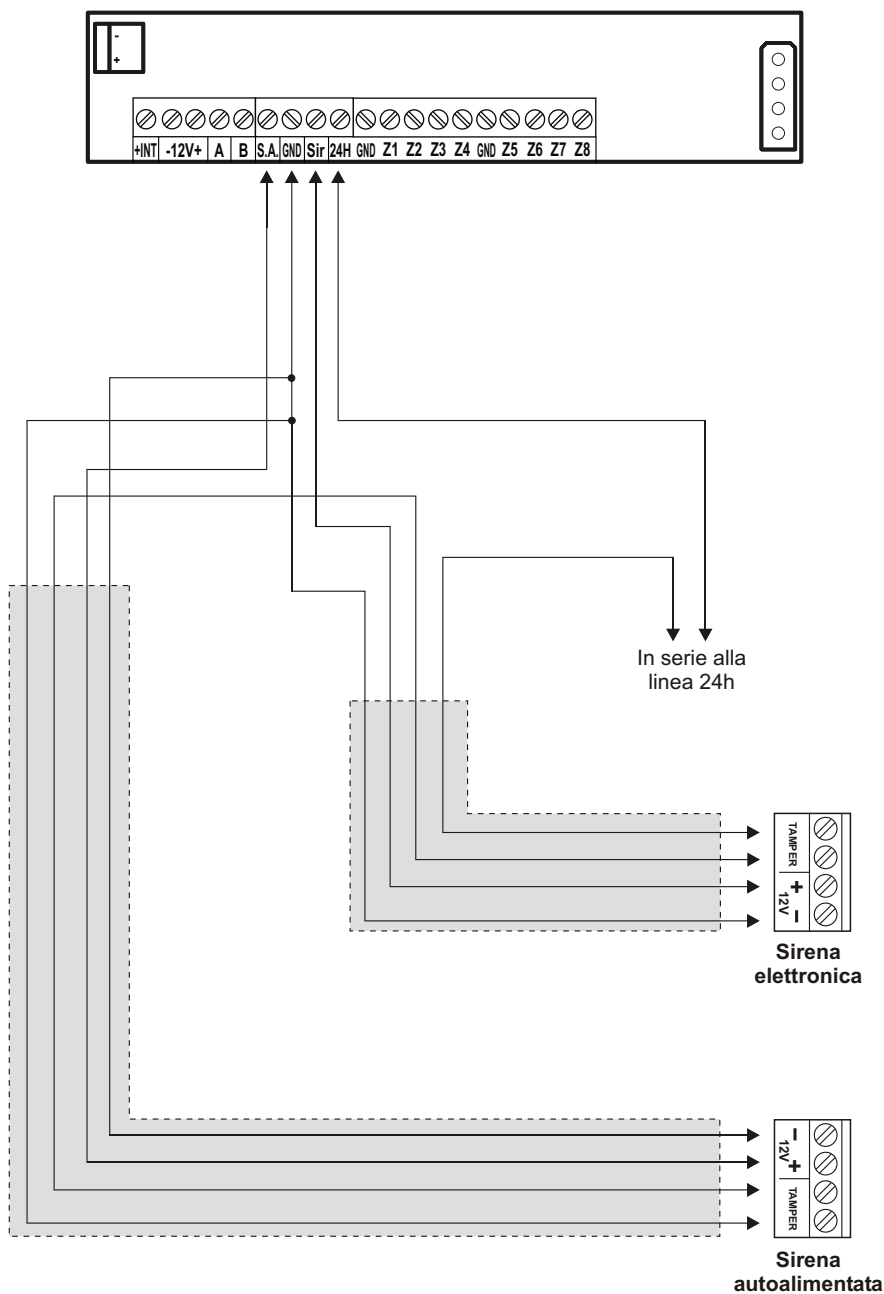 -
+
+INT -12V+ A B S.A. GND Sir 24H GND Z1 Z2 Z3 Z4 GND Z5 Z6 Z7 Z8
In serie alla
linea 24h
TAMPER
+ 12V -
Sirena
elettronica
- 12V +
TAMPER
Sirena
autoalimentata